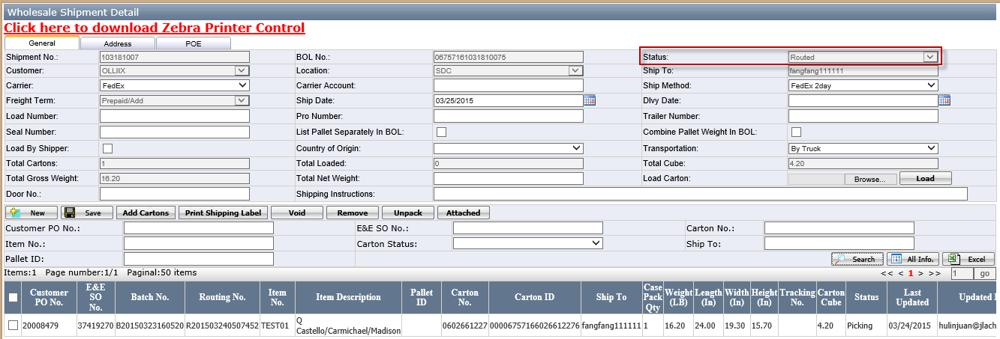 Wholesale Shipment Detail
Click here to download Zebra Printer Control
General Address POE
Shipment No.: 103181007 BOL No.: 06757161031810075 Status: Routed
Customer: OLLIIX Location: SDC Ship To: fangfang111111
Carrier: FedEx Carrier Account: Ship Method: FedEx 2day
Freight Term: Prepaid/Add Ship Date: 03/25/2015 Dlvy Date:
Load Number: Pro Number: Trailer Number:
Seal Number: List Pallet Separately In BOL: Combine Pallet Weight In BOL:
Load By Shipper: Country of Origin: Transportation: By Truck
Total Cartons: 1 Total Loaded: 0 Total Cube: 4.20
Total Gross Weight: 16.20 Total Net Weight: Load Carton: Browse... Load
Door No.: Shipping Instructions:
New Save Add Cartons Print Shipping Label Void Remove Unpack Attached
Customer PO No.: E&E SO No.: Carton No.:
Item No.: Carton Status: Ship To:
Pallet ID:
Search All Info. Excel
Items:1 Page number:1/1 Paginal:50 items << < 1 > >> 1 go
Customer PO No. E&E SO No. Batch No. Routing No. Item No. Item Description Pallet ID Carton No. Carton ID Ship To Case Pack Qty Weight (LB) Length (In) Width (In) Height (In) Tracking No. Carton Cube Status Last Updated Updated
20008479 37419270 B20150323160520 R201503240507452 TEST01 Q Castello/Carmichael/Madison 0602661227 00006757166026612276 fangfang111111 1 16.20 24.00 19.30 15.70 4.20 Picking 03/24/2015 hulinjuan@jlach